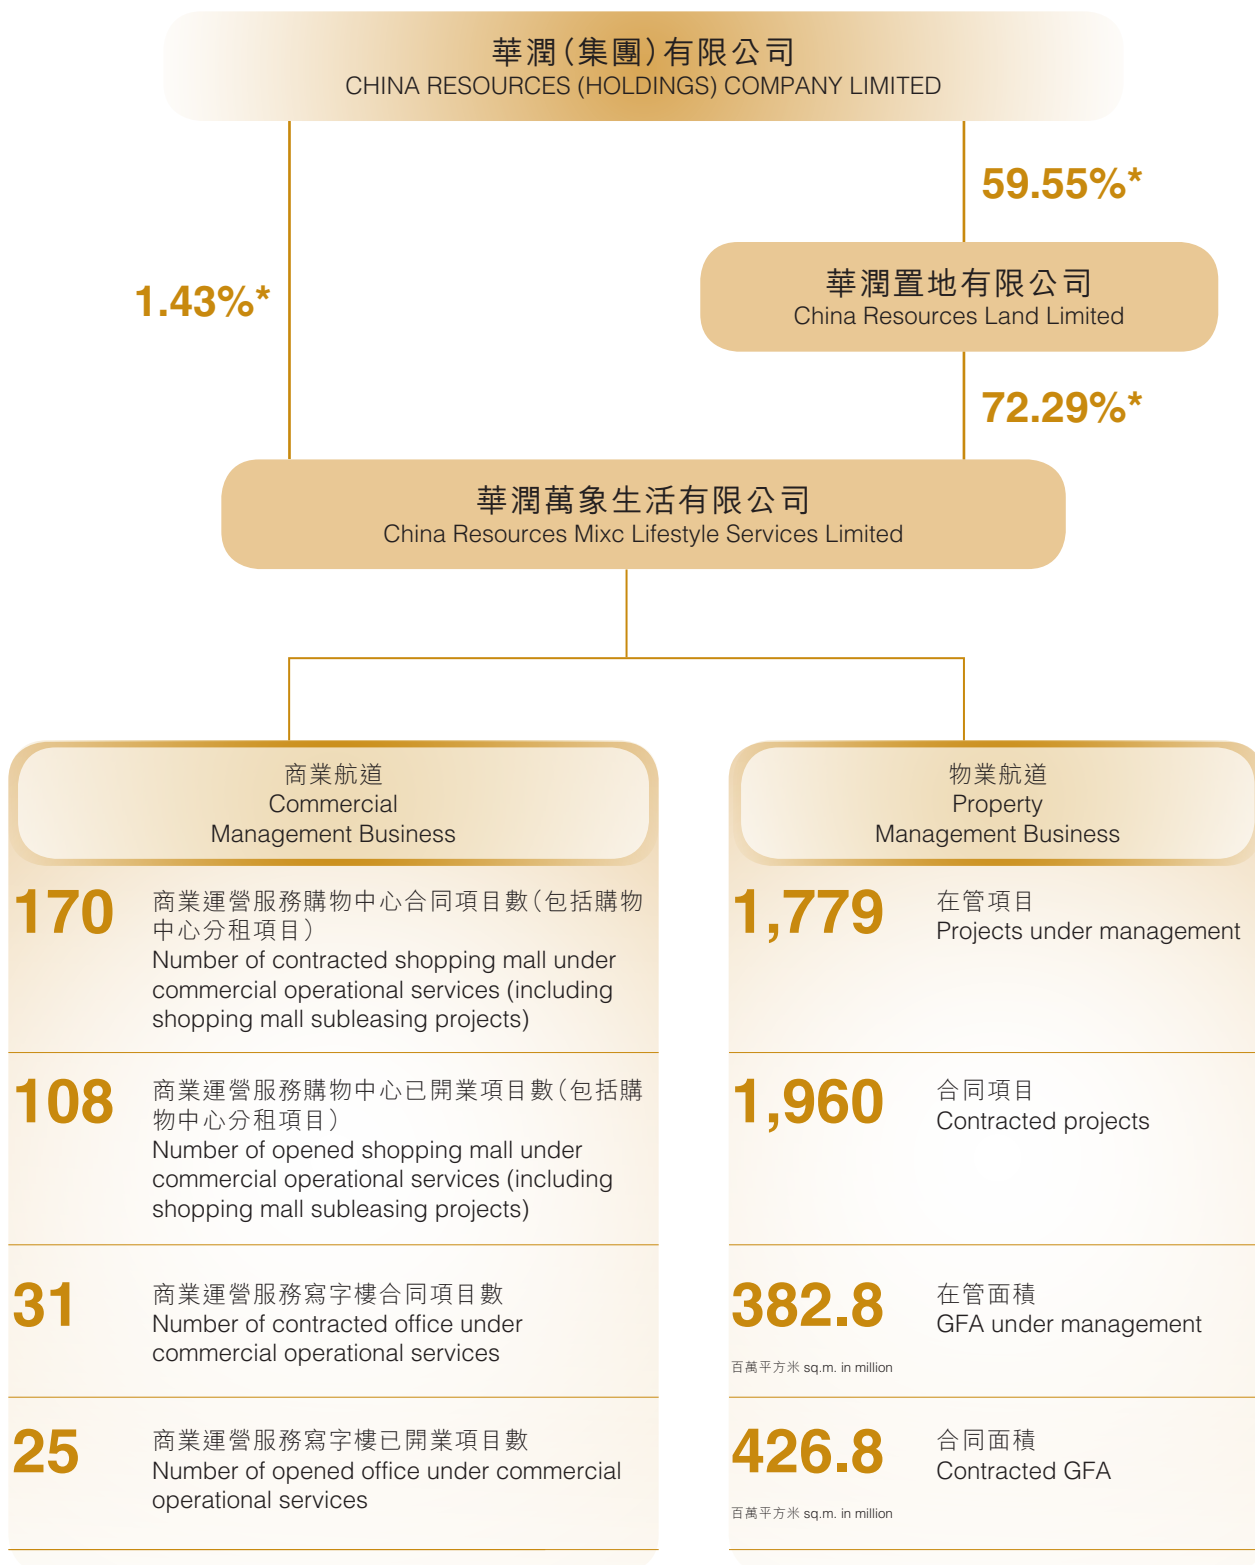 華潤(集團)有限公司
CHINA RESOURCES (HOLDINGS) COMPANY LIMITED
59.55%*
1.43%*
華潤置地有限公司
China Resources Land Limited
72.29%*
華潤萬象生活有限公司
China Resources Mixc Lifestyle Services Limited
商業航道
Commercial
Management Business
170
商業運營服務購物中心合同項目數(包括購物
中心分租項目)
Number of contracted shopping mall under
commercial operational services (including
shopping mall subleasing projects)
108
商業運營服務購物中心已開業項目數(包括購
物中心分租項目)
Number of opened shopping mall under
commercial operational services (including
shopping mall subleasing projects)
31
商業運營服務寫字樓合同項目數
Number of contracted office under
commercial operational services
25
商業運營服務寫字樓已開業項目數
Number of opened office under commercial
operational services
物業航道
Property
Management Business
1,779
在管項目
Projects under management
1,960
合同項目
Contracted projects
382.8
百萬平方米 sq.m. in million
在管面積
GFA under management
426.8
百萬平方米 sq.m. in million
合同面積
Contracted GFA